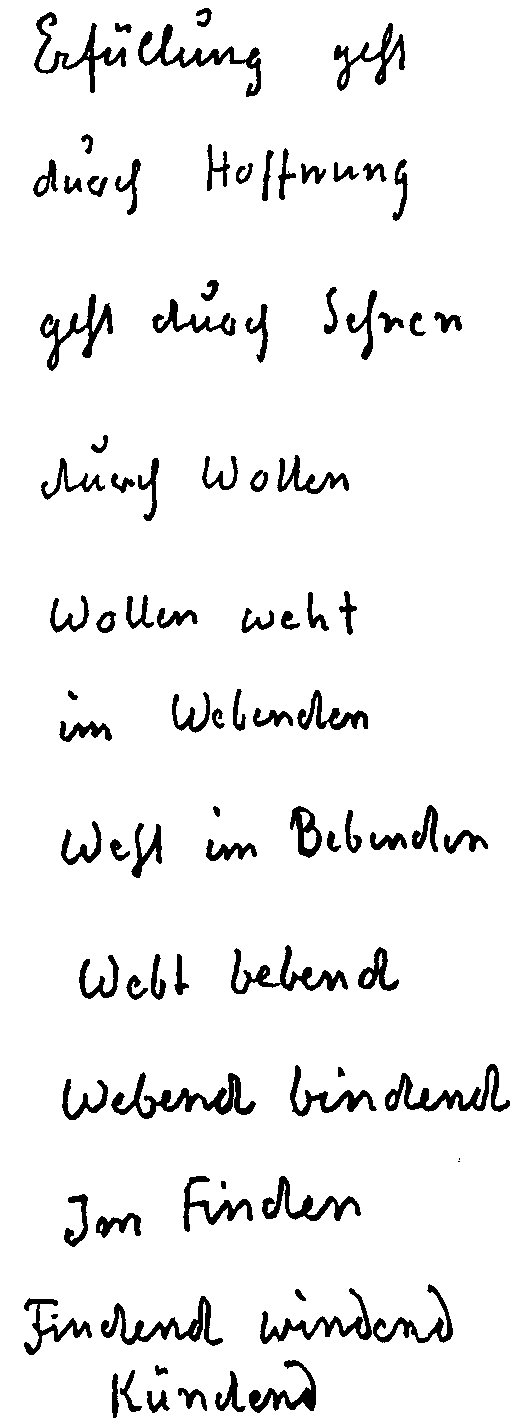 Erfüllung geht
durch Hoffnung
geht durch Sehnen
durch Wollen
Wollen weht
im Webenden
Weht im Bebenden
Webt bebend
Webend bindend
Im Finden
Findend windend
Kündend